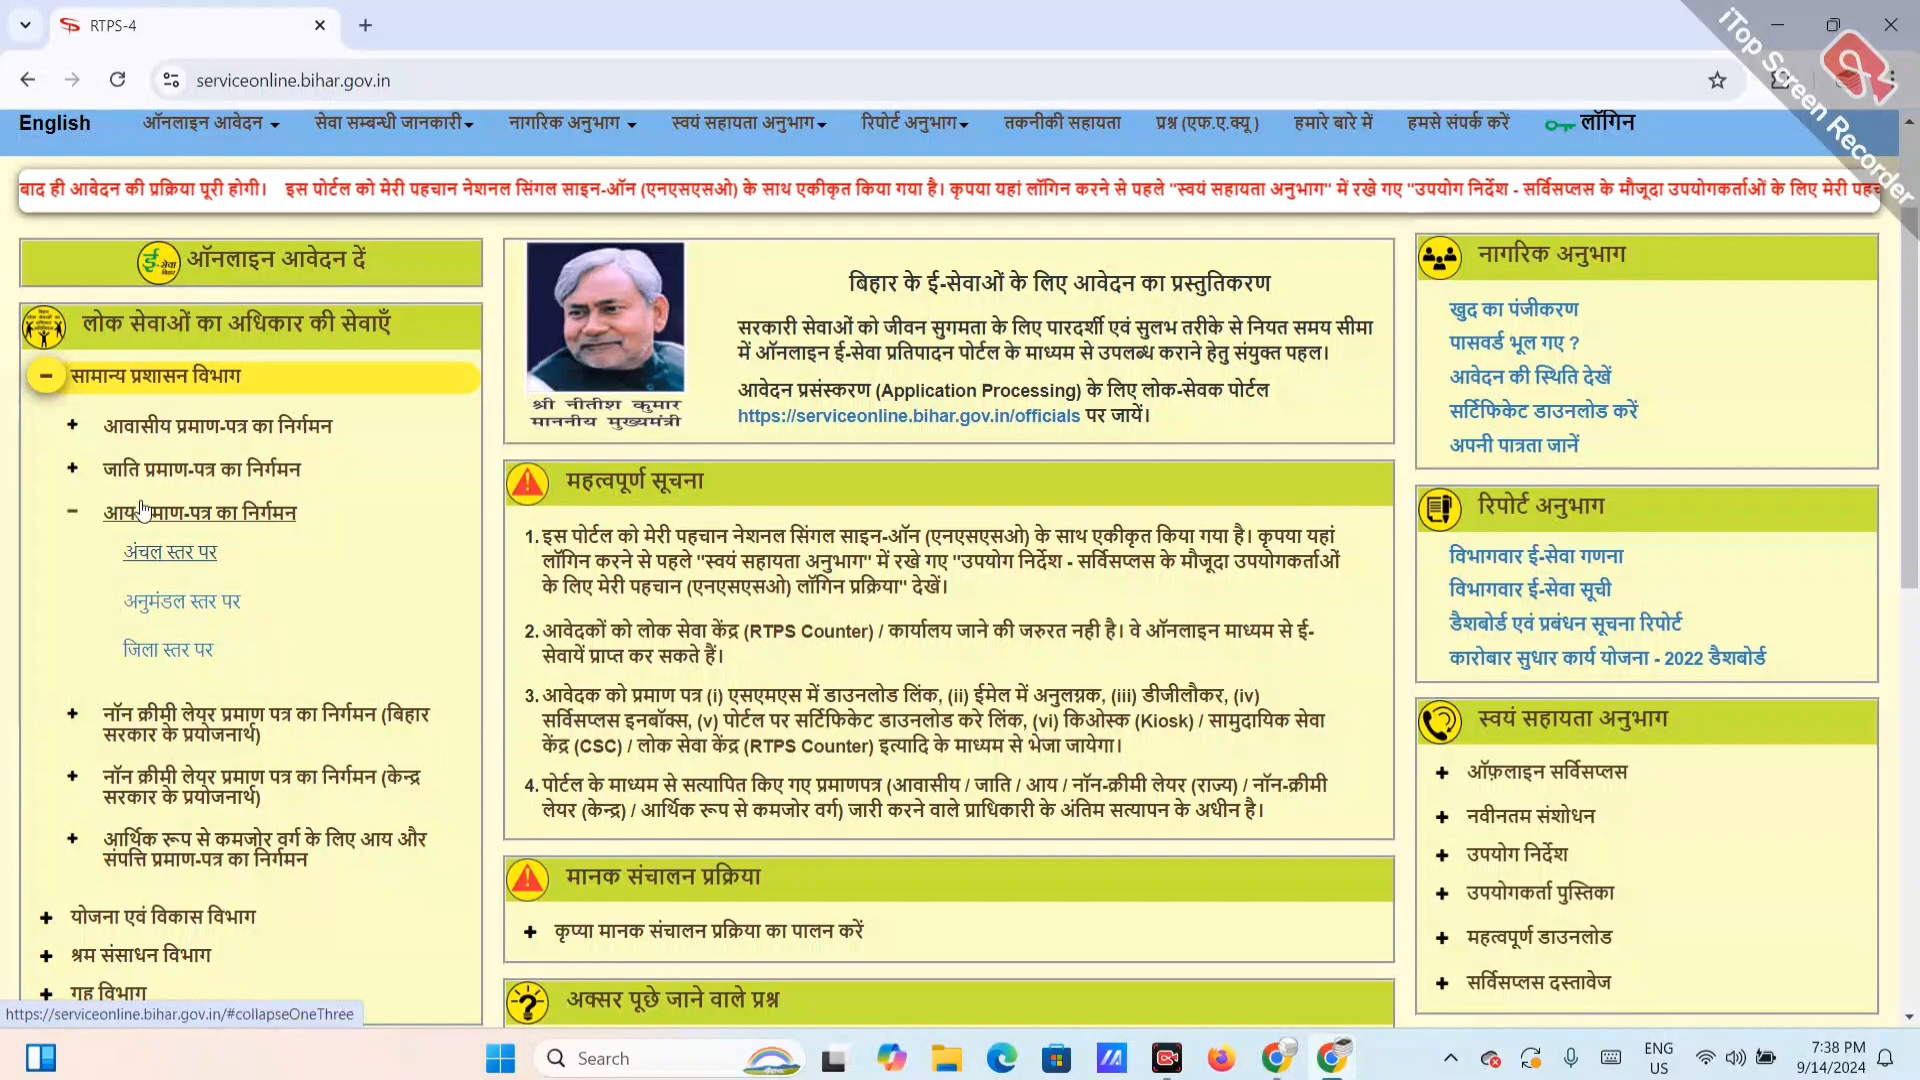 RTPS-4
serviceonline.bihar.gov.in
iTop Screen Recorder
English ऑनलाइन आवेदन सेवा सम्बन्धी जानकारी नागरिक अनुभाग स्वयं सहायता अनुभाग रिपोर्ट अनुभाग तकनीकी सहायता प्रश्न (एफ.ए.क्यू ) हमारे बारे में हमसे संपर्क करें लॉगिन
बाद ही आवेदन की प्रक्रिया पूरी होगी। इस पोर्टल को मेरी पहचान नेशनल सिंगल साइन-ऑन (एनएसएसओ) के साथ एकीकृत किया गया है। कृपया यहां लॉगिन करने से पहले "स्वयं सहायता अनुभाग" में रखे गए "उपयोग निर्देश - सर्विसप्लस के मौजूदा उपयोगकर्ताओं के लिए मेरी
ऑनलाइन आवेदन दें
लोक सेवाओं का अधिकार की सेवाएँ
सामान्य प्रशासन विभाग
आवासीय प्रमाण-पत्र का निर्गमन
जाति प्रमाण-पत्र का निर्गमन
आय प्रमाण-पत्र का निर्गमन
अंचल स्तर पर
अनुमंडल स्तर पर
जिला स्तर पर
नॉन क्रीमी लेयर प्रमाण पत्र का निर्गमन (बिहार
सरकार के प्रयोजनार्थ)
नॉन क्रीमी लेयर प्रमाण पत्र का निर्गमन (केन्द्र
सरकार के प्रयोजनार्थ)
आर्थिक रूप से कमजोर वर्ग के लिए आय और
संपत्ति प्रमाण-पत्र का निर्गमन
योजना एवं विकास विभाग
श्रम संसाधन विभाग
गृह विभाग
https://serviceonline.bihar.gov.in/#collapseOneThree
श्री नीतीश कुमार
माननीय मुख्यमंत्री
बिहार के ई-सेवाओं के लिए आवेदन का प्रस्तुतिकरण
सरकारी सेवाओं को जीवन सुगमता के लिए पारदर्शी एवं सुलभ तरीके से नियत समय सीमा
में ऑनलाइन ई-सेवा प्रतिपादन पोर्टल के माध्यम से उपलब्ध कराने हेतु संयुक्त पहल।
आवेदन प्रसंस्करण (Application Processing) के लिए लोक-सेवक पोर्टल
https://serviceonline.bihar.gov.in/officials पर जायें।
महत्वपूर्ण सूचना
1. इस पोर्टल को मेरी पहचान नेशनल सिंगल साइन-ऑन (एनएसएसओ) के साथ एकीकृत किया गया है। कृपया यहां
लॉगिन करने से पहले "स्वयं सहायता अनुभाग" में रखे गए "उपयोग निर्देश - सर्विसप्लस के मौजूदा उपयोगकर्ताओं
के लिए मेरी पहचान (एनएसएसओ) लॉगिन प्रक्रिया" देखें।
2. आवेदकों को लोक सेवा केंद्र (RTPS Counter) / कार्यालय जाने की जरुरत नही है। वे ऑनलाइन माध्यम से ई-
सेवायें प्राप्त कर सकते हैं।
3. आवेदक को प्रमाण पत्र (i) एसएमएस में डाउनलोड लिंक, (ii) ईमेल में अनुलग्नक, (iii) डीजीलौकर, (iv)
सर्विसप्लस इनबॉक्स, (v) पोर्टल पर सर्टिफिकेट डाउनलोड करे लिंक, (vi) किओस्क (Kiosk) / सामुदायिक सेवा
केंद्र (CSC) / लोक सेवा केंद्र (RTPS Counter) इत्यादि के माध्यम से भेजा जायेगा।
4. पोर्टल के माध्यम से सत्यापित किए गए प्रमाणपत्र (आवासीय / जाति / आय / नॉन-क्रीमी लेयर (राज्य) / नॉन-क्रीमी
लेयर (केन्द्र) / आर्थिक रूप से कमजोर वर्ग) जारी करने वाले प्राधिकारी के अंतिम सत्यापन के अधीन है।
मानक संचालन प्रक्रिया
कृप्या मानक संचालन प्रक्रिया का पालन करें
अक्सर पूछे जाने वाले प्रश्न
नागरिक अनुभाग
खुद का पंजीकरण
पासवर्ड भूल गए ?
आवेदन की स्थिति देखें
सर्टिफिकेट डाउनलोड करें
अपनी पात्रता जानें
रिपोर्ट अनुभाग
विभागवार ई-सेवा गणना
विभागवार ई-सेवा सूची
डैशबोर्ड एवं प्रबंधन सूचना रिपोर्ट
कारोबार सुधार कार्य योजना - 2022 डैशबोर्ड
स्वयं सहायता अनुभाग
ऑफ़लाइन सर्विसप्लस
नवीनतम संशोधन
उपयोग निर्देश
उपयोगकर्ता पुस्तिका
महत्वपूर्ण डाउनलोड
सर्विसप्लस दस्तावेज
Search
ENG
US
7:38 PM
9/14/2024